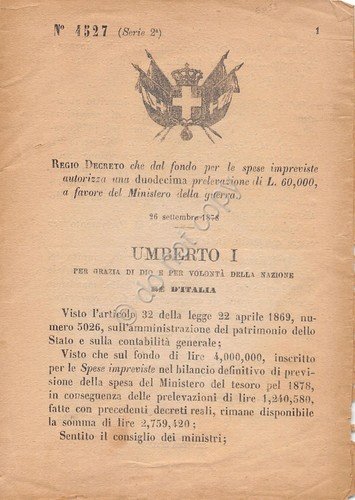 Nº 4527 (Serie 2ª) 1
REGIO DECRETO che dal fondo per le spese impreviste
autorizza una duodecima prelevazione di L. 60,000,
a favore del Ministero della guerra.
26 settembre 1878
UMBERTO I
PER GRAZIA DI DIO E PER VOLONTÀ DELLA NAZIONE
RE D'ITALIA
Visto l'articolo 32 della legge 22 aprile 1869,
numero 5026, sull'amministrazione del patrimonio dello
Stato e sulla contabilità generale;
Visto che sul fondo di lire 4,000,000, inscritto
per le Spese impreviste nel bilancio definitivo di previ-
sione della spesa del Ministero del tesoro pel 1878,
in conseguenza delle prelevazioni di lire 1,240,580,
fatte con precedenti decreti reali, rimane disponibile
la somma di lire 2,759,420;
Sentito il consiglio dei ministri;